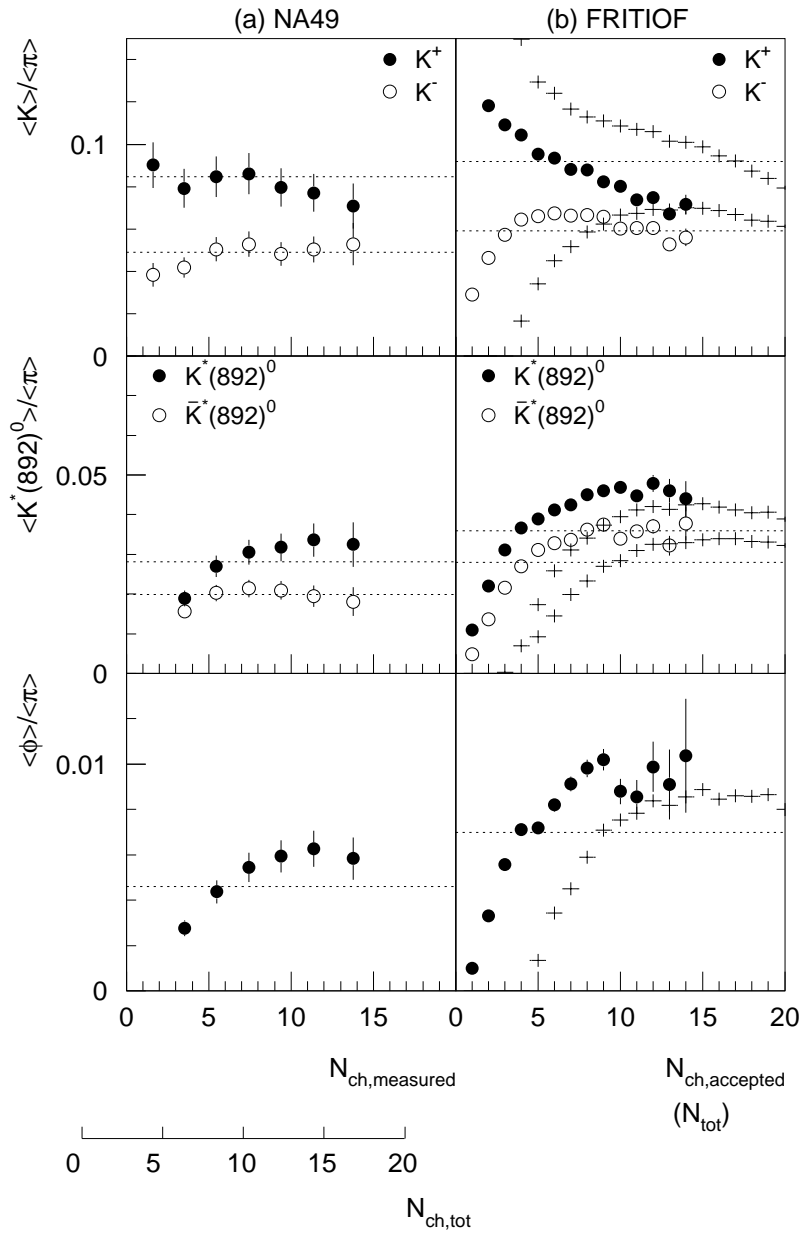 (a) NA49
(b) FRITIOF
<K>/<π>
0.1
0
K+
K-
K+
K-
<K*(892)0>/<π>
0.05
0
K*(892)0
K̄*(892)0
K*(892)0
K̄*(892)0
<ϕ>/<π>
0.01
0
0 5 10 15 0 5 10 15 20
Nch,measured
Nch,accepted
(Ntot)
0 5 10 15 20
Nch,tot